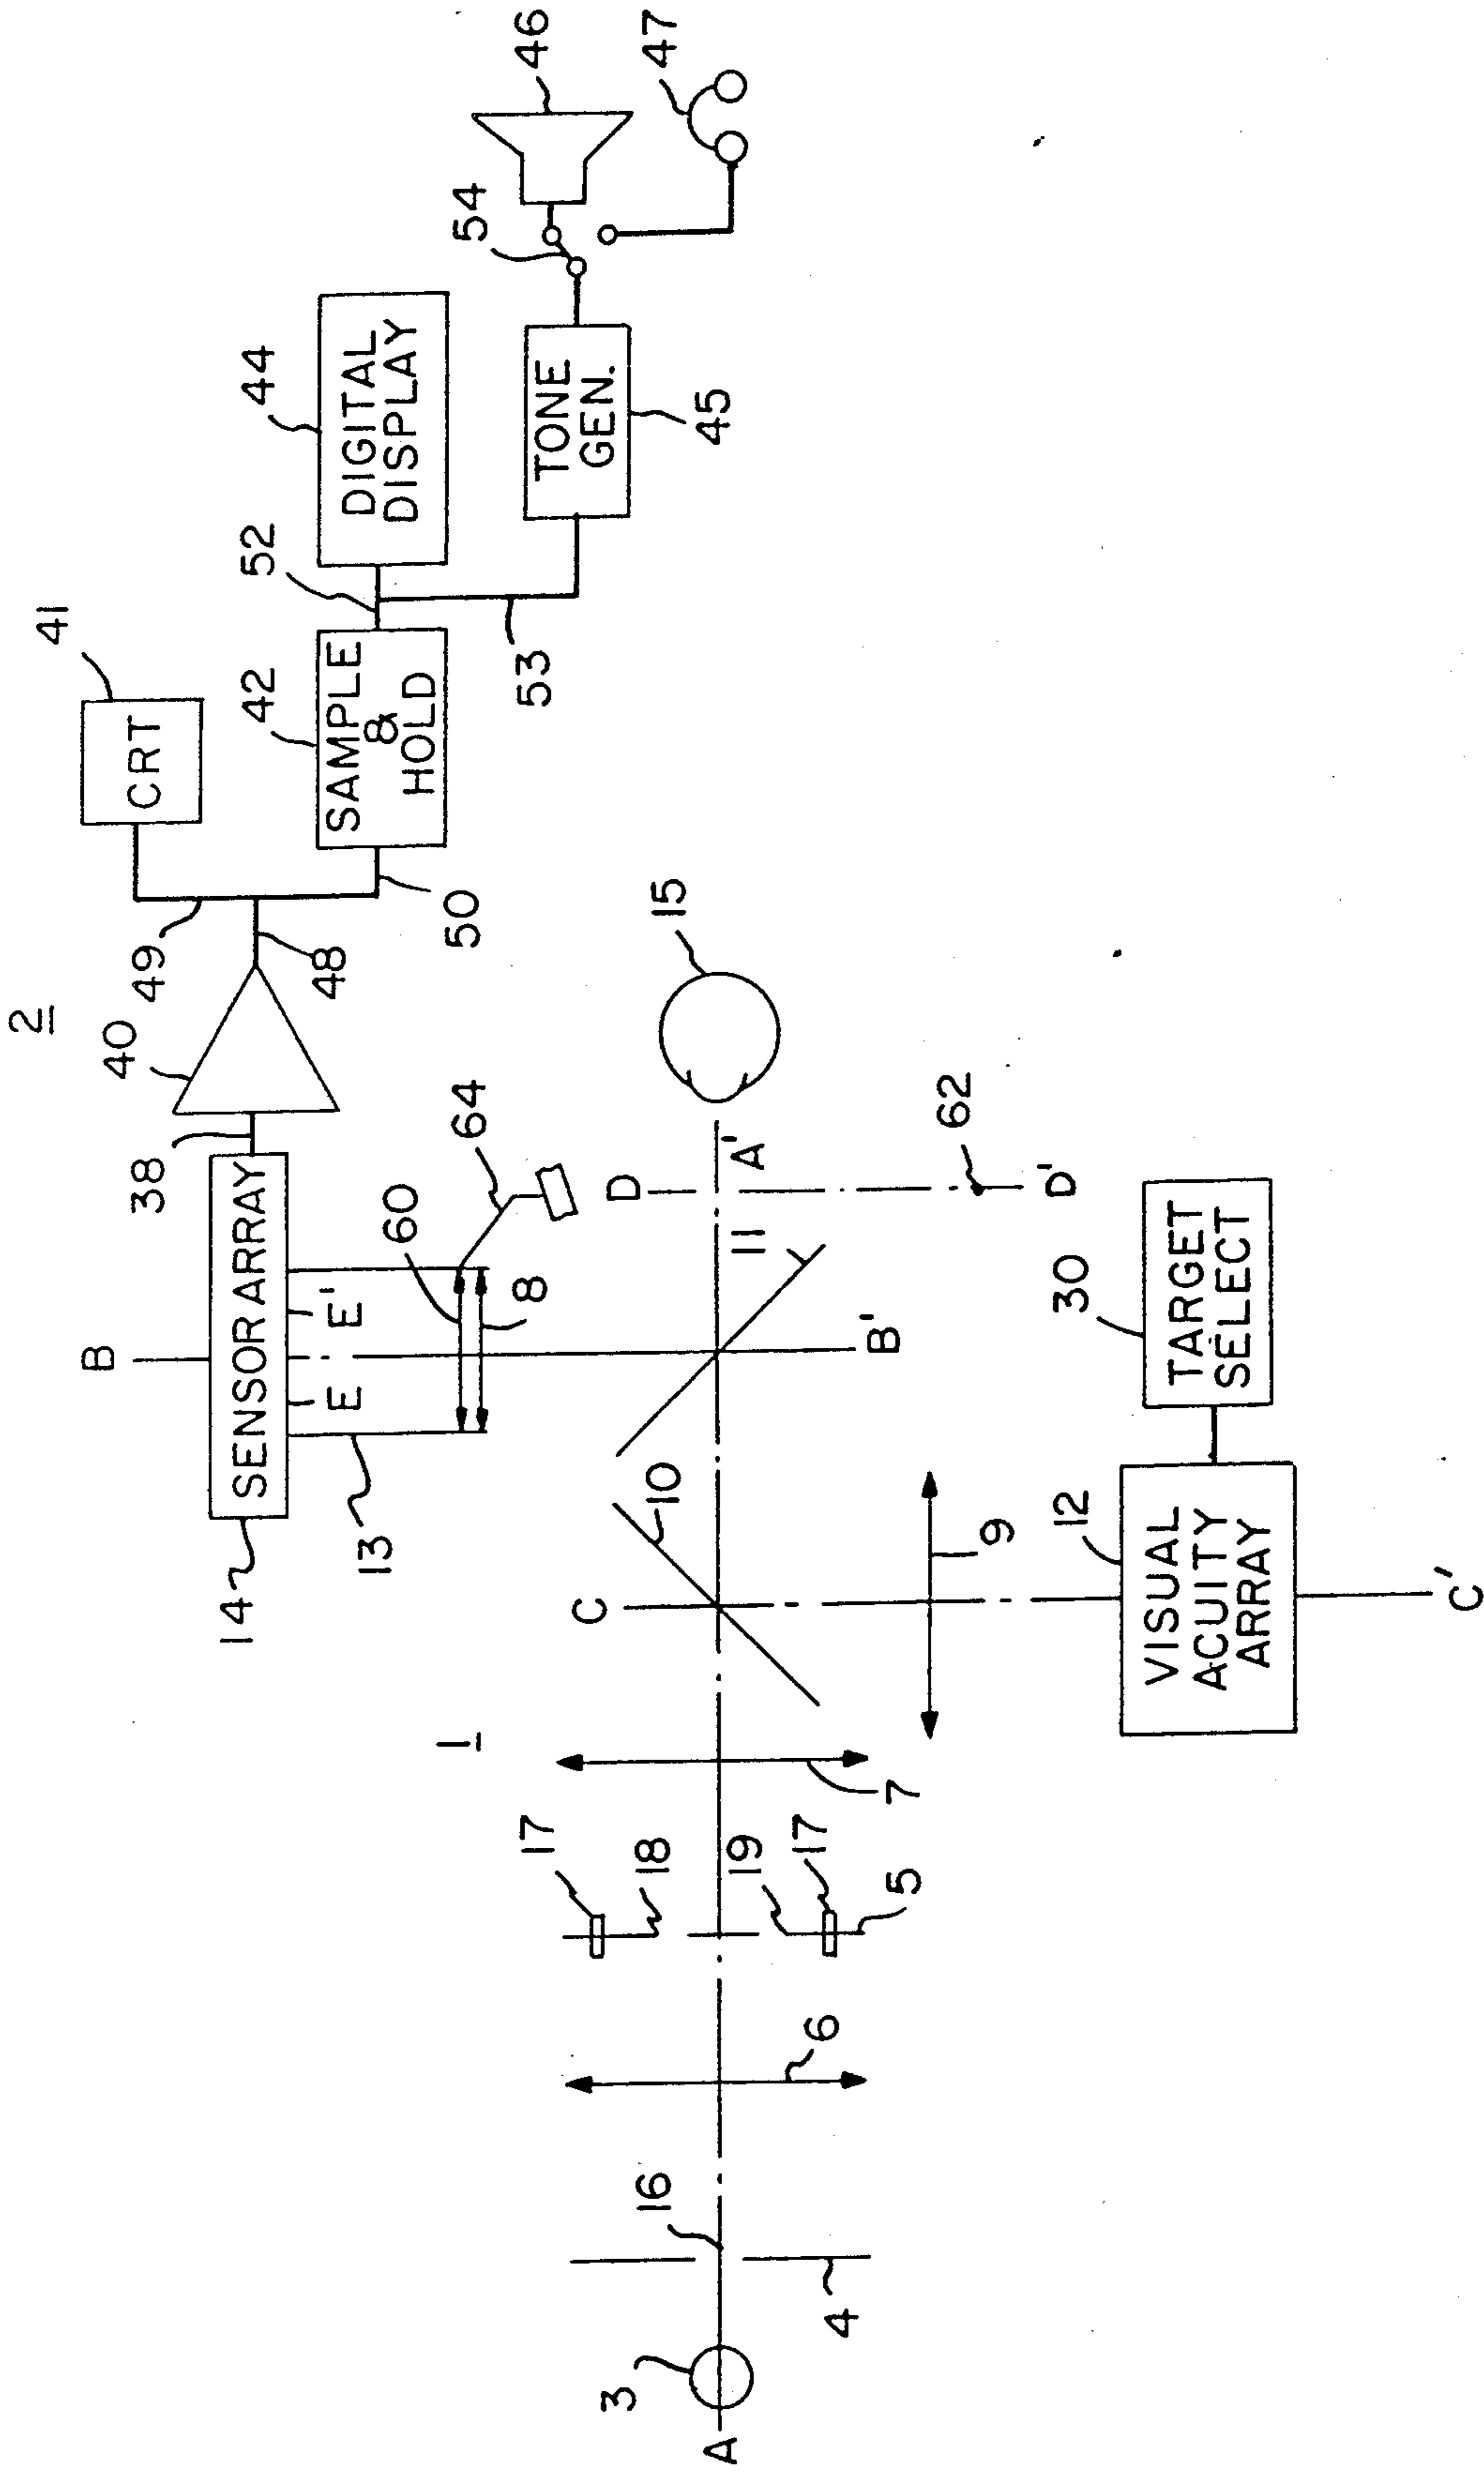 2
41
CRT
44
DIGITAL
DISPLAY
52
42
SAMPLE
&
HOLD
53
54
46
47
TONE
GEN.
45
49
48
50
40
38
B
SENSOR ARRAY
14
E
E'
13
60
8
64
15
1
17
18
C
10
11
D
A'
B'
D'
62
A
3
16
4
6
19
17
5
7
9
12
VISUAL
ACUITY
ARRAY
C'
30
TARGET
SELECT